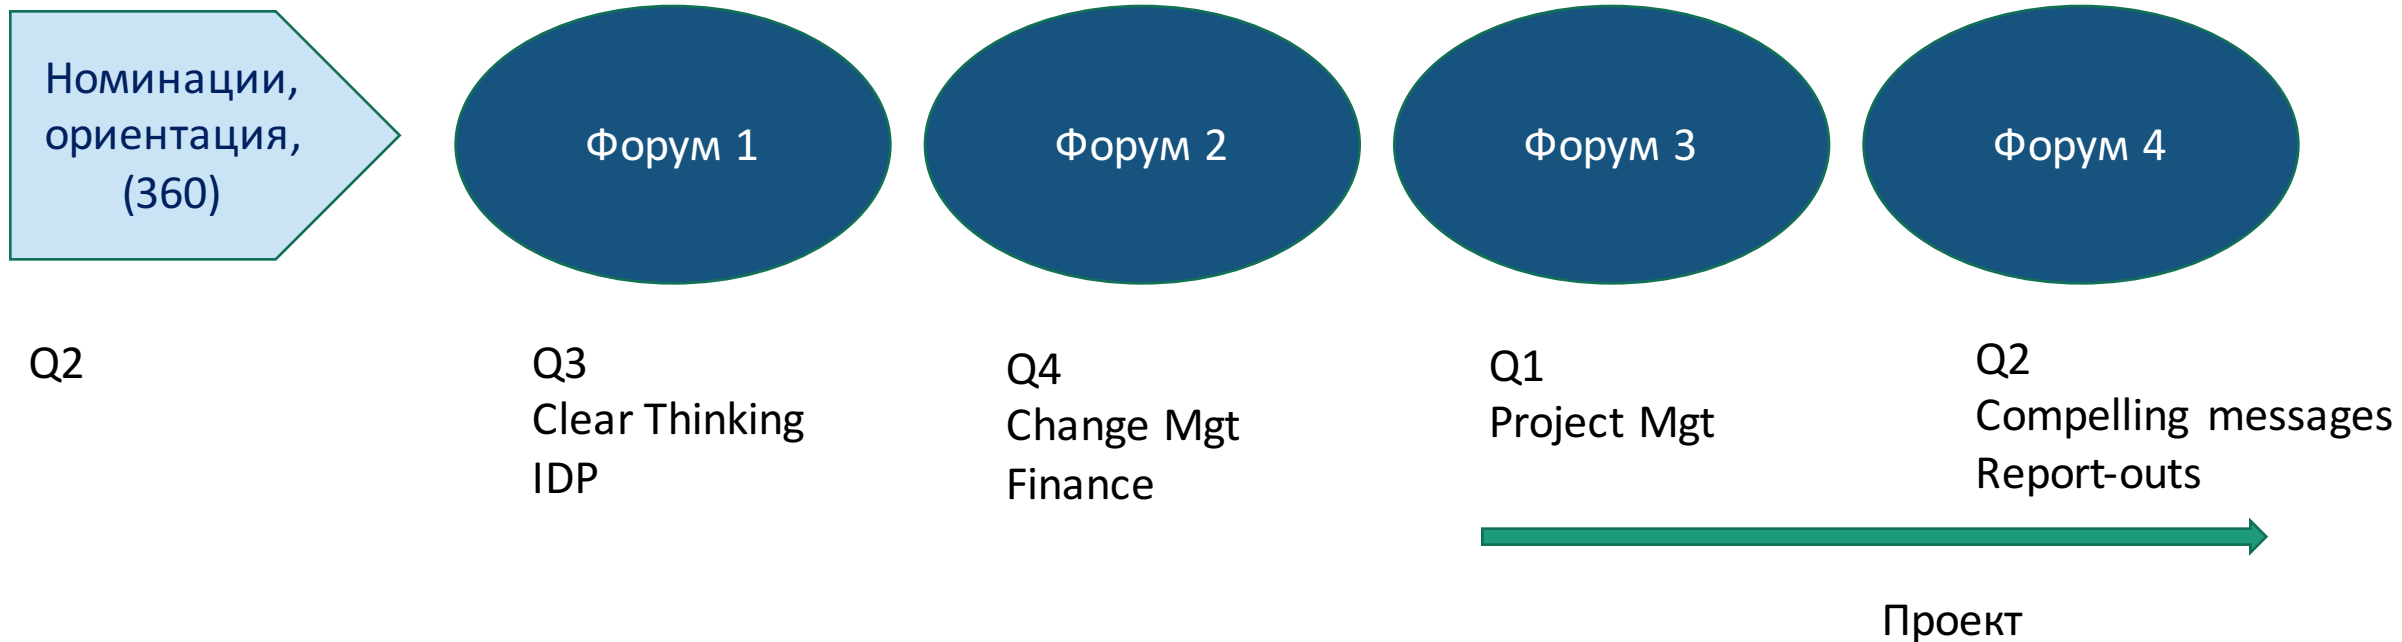 Номинации,
ориентация,
(360)
Форум 1
Форум 2
Форум 3
Форум 4
Q2
Q3
Clear Thinking
IDP
Q4
Change Mgt
Finance
Q1
Project Mgt
Q2
Compelling messages
Report-outs
Проект